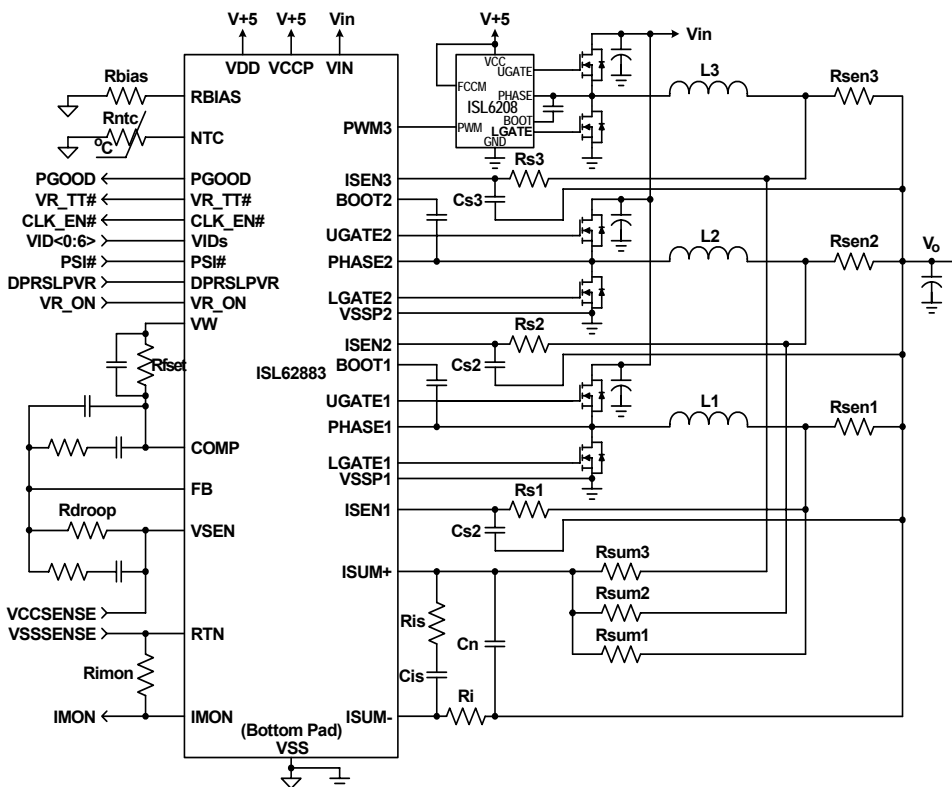 V+5 V+5 Vin
VDD VCCP VIN
V+5
Vin
VCC
UGATE
FCCM
PHASE
ISL6208
BOOT
PWM LGATE
GND
L3
Rsen3
Rbias
RBIAS
Rntc
NTC
°C
PWM3
PGOOD PGOOD
VR_TT# VR_TT#
CLK_EN# CLK_EN#
VID<0:6> VIDs
PSI# PSI#
DPRSLPVR DPRSLPVR
VR_ON VR_ON
VW
Rfset
ISL62883
COMP
FB
Rdroop
VSEN
VCCSENSE
VSSSENSE RTN
Rimon
IMON IMON
(Bottom Pad)
VSS
ISEN3
Rs3
Cs3
BOOT2
UGATE2
PHASE2
L2
Rsen2
Vo
LGATE2
VSSP2
ISEN2
Rs2
Cs2
BOOT1
UGATE1
PHASE1
L1
Rsen1
LGATE1
VSSP1
ISEN1
Rs1
Cs2
ISUM+
Rsum3
Rsum2
Rsum1
Ris
Cn
Cis
Ri
ISUM-